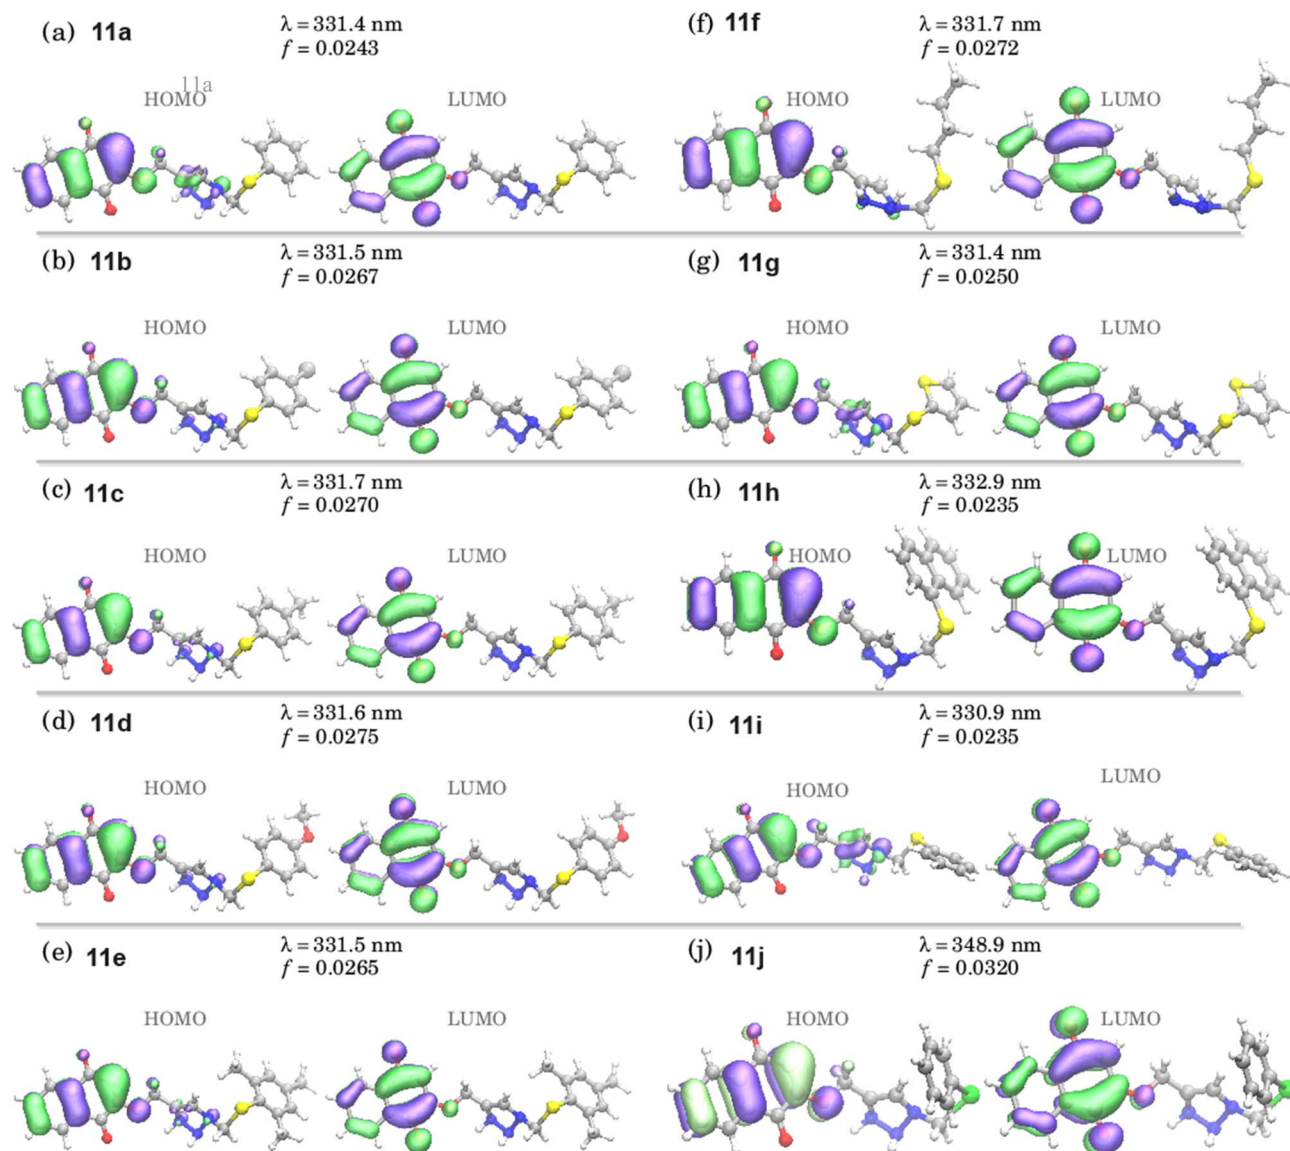 (a) 11a
λ = 331.4 nm
f = 0.0243
11a
HOMO
LUMO
(b) 11b
λ = 331.5 nm
f = 0.0267
HOMO
LUMO
(c) 11c
λ = 331.7 nm
f = 0.0270
HOMO
LUMO
(d) 11d
λ = 331.6 nm
f = 0.0275
HOMO
LUMO
(e) 11e
λ = 331.5 nm
f = 0.0265
HOMO
LUMO
(f) 11f
λ = 331.7 nm
f = 0.0272
HOMO
LUMO
(g) 11g
λ = 331.4 nm
f = 0.0250
HOMO
LUMO
(h) 11h
λ = 332.9 nm
f = 0.0235
HOMO
LUMO
(i) 11i
λ = 330.9 nm
f = 0.0235
HOMO
LUMO
(j) 11j
λ = 348.9 nm
f = 0.0320
HOMO
LUMO